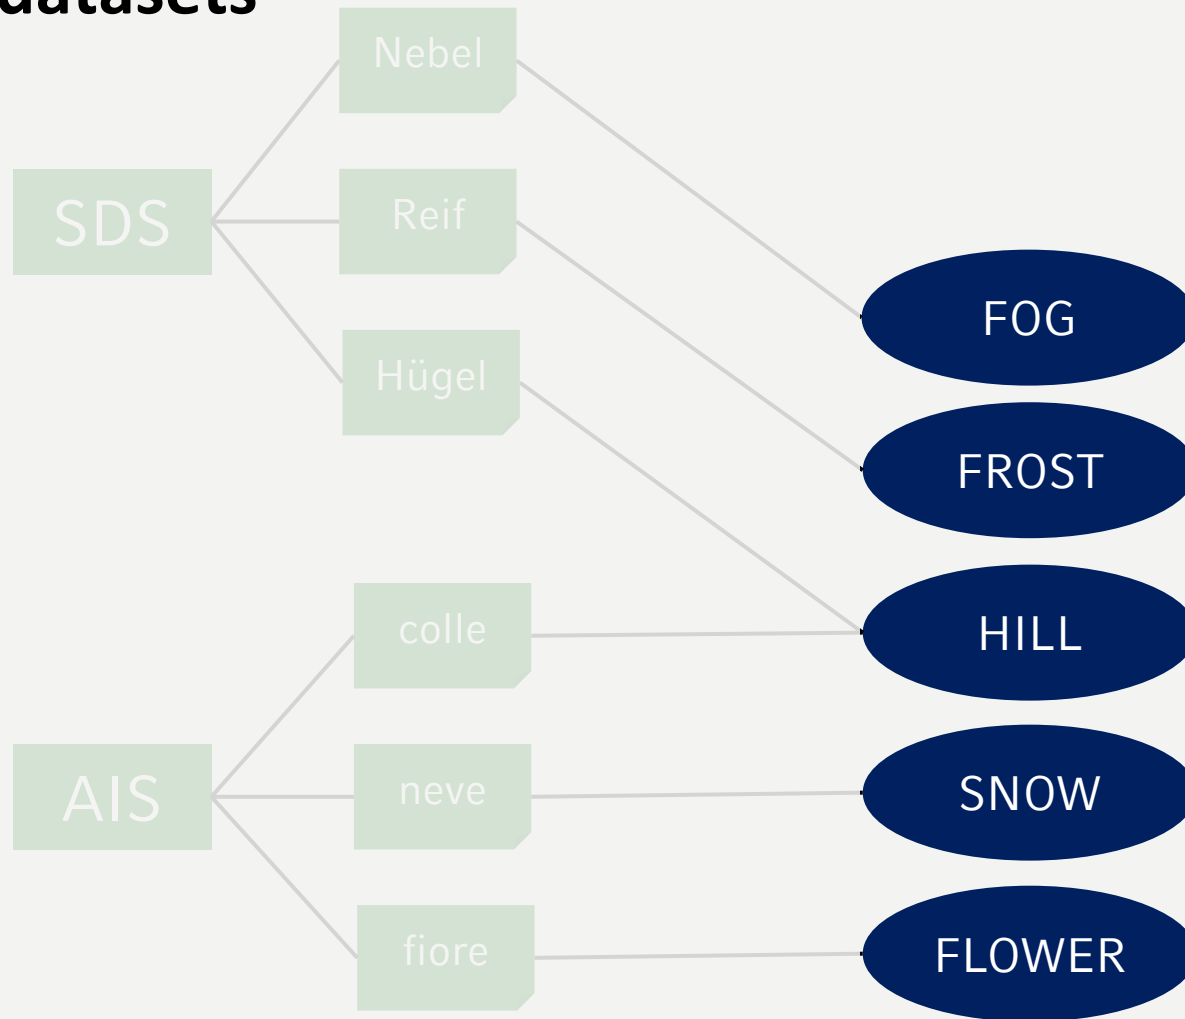 datasets
Nebel
SDS
Reif
Hügel
FOG
FROST
HILL
SNOW
FLOWER
colle
AIS
neve
fiore